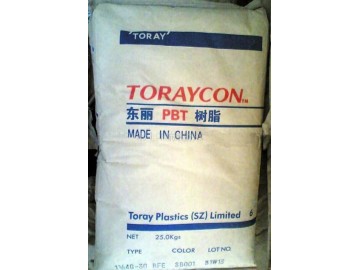 'TORAY'
TORAYCON™
东丽 PBT 树脂
MADE IN CHINA
Toray Plastics (SZ) Limited 6
NET 25.0Kgs
TYPE COLOR LOT NO.